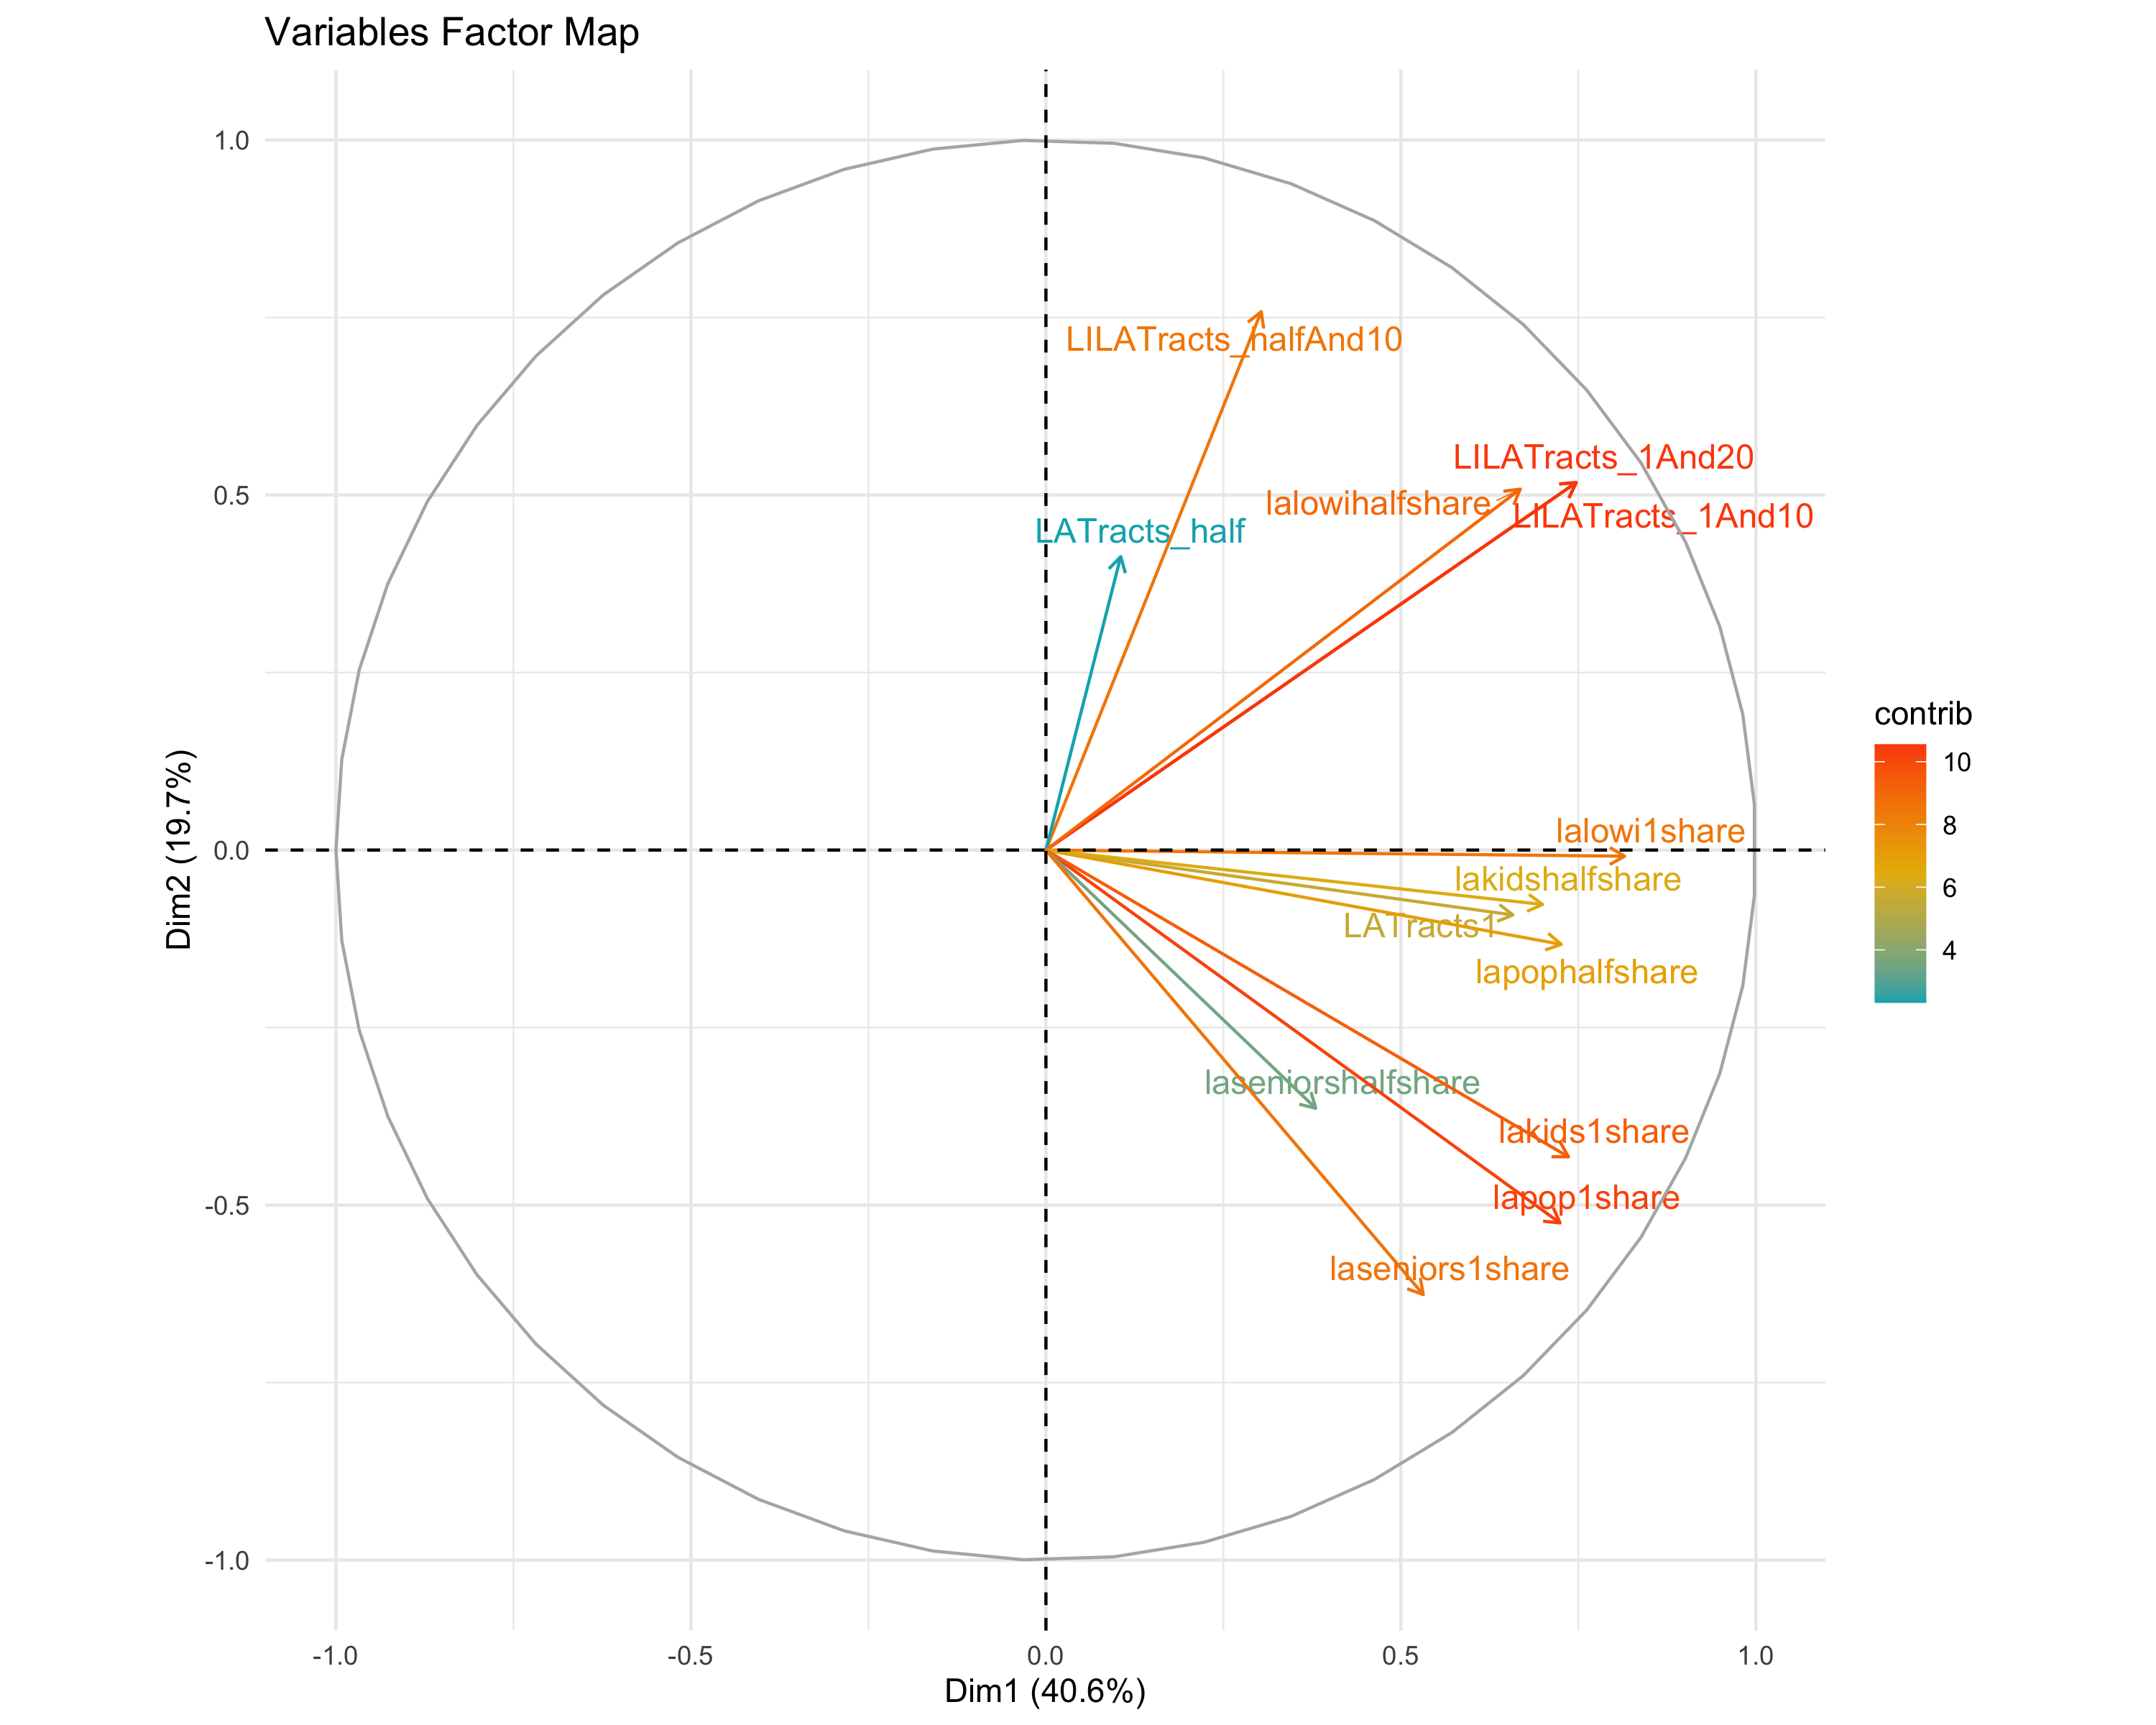 Variables Factor Map
1.0
0.5
0.0
-0.5
-1.0
Dim2 (19.7%)
LILATracts_halfAnd10
LILATracts_1And20
lalowihalfshare
LILATracts_1And10
LATracts_half
lalowi1share
lakidshalfshare
LATracts1
lapophalfshare
laseniorshalfshare
lakids1share
lapop1share
laseniors1share
contrib
10
8
6
4
-1.0
-0.5
0.0
0.5
1.0
Dim1 (40.6%)